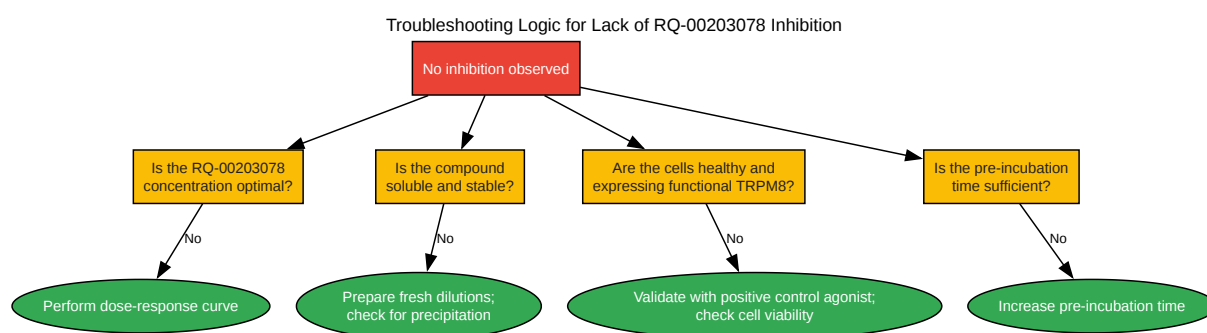 Troubleshooting Logic for Lack of RQ-00203078 Inhibition
No inhibition observed
Is the RQ-00203078
concentration optimal?
Is the compound
soluble and stable?
Are the cells healthy and
expressing functional TRPM8?
Is the pre-incubation
time sufficient?
No
No
No
No
Perform dose-response curve
Prepare fresh dilutions;
check for precipitation
Validate with positive control agonist;
check cell viability
Increase pre-incubation time